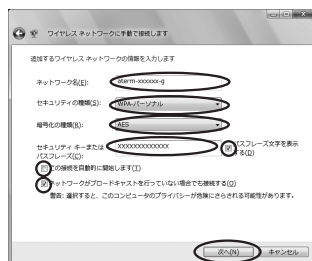 ワイヤレス ネットワークに手動で接続します
追加するワイヤレス ネットワークの情報を入力します
ネットワーク名(E):
aterm-xxxxxx-g
セキュリティの種類(S):
WPA-パーソナル
暗号化の種類(R):
AES
セキュリティ キーまたは
パスフレーズ(C):
XXXXXXXXXXXXX
パスフレーズ文字を表示
する(D)
この接続を自動的に開始します(T)
ネットワークがブロードキャストを行っていない場合でも接続する(O)
警告: 選択すると、このコンピュータのプライバシーが危険にさらされる可能性があります。
次へ(N)
キャンセル